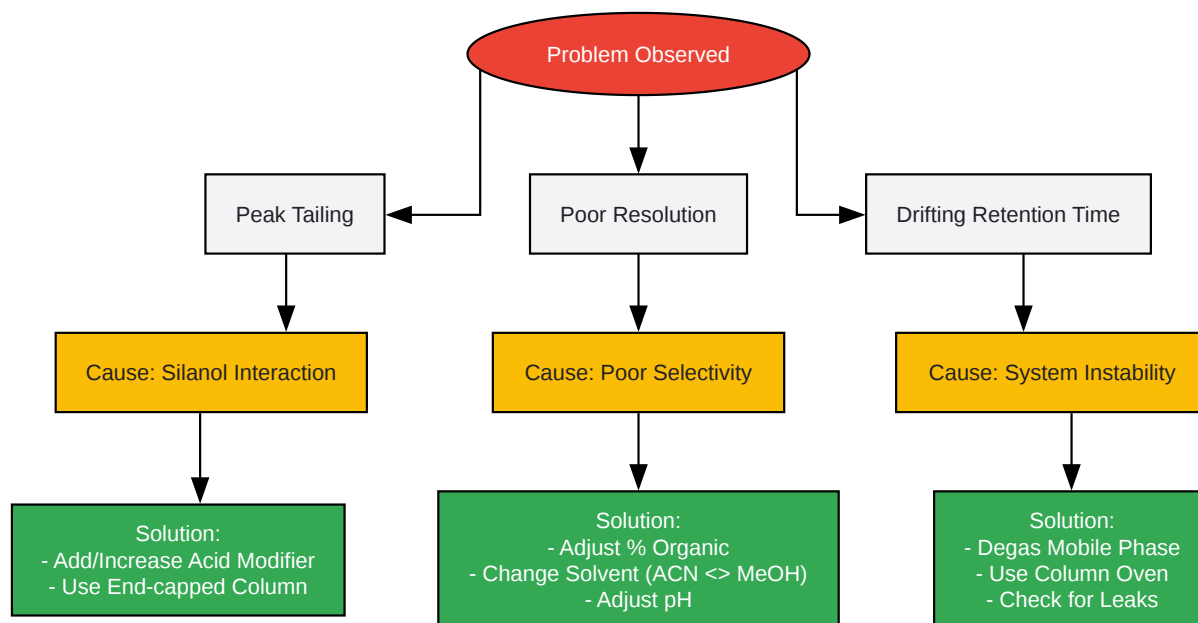 Problem Observed
Peak Tailing
Poor Resolution
Drifting Retention Time
Cause: Silanol Interaction
Cause: Poor Selectivity
Cause: System Instability
Solution:
- Add/Increase Acid Modifier
- Use End-capped Column
Solution:
- Adjust % Organic
- Change Solvent (ACN <> MeOH)
- Adjust pH
Solution:
- Degas Mobile Phase
- Use Column Oven
- Check for Leaks